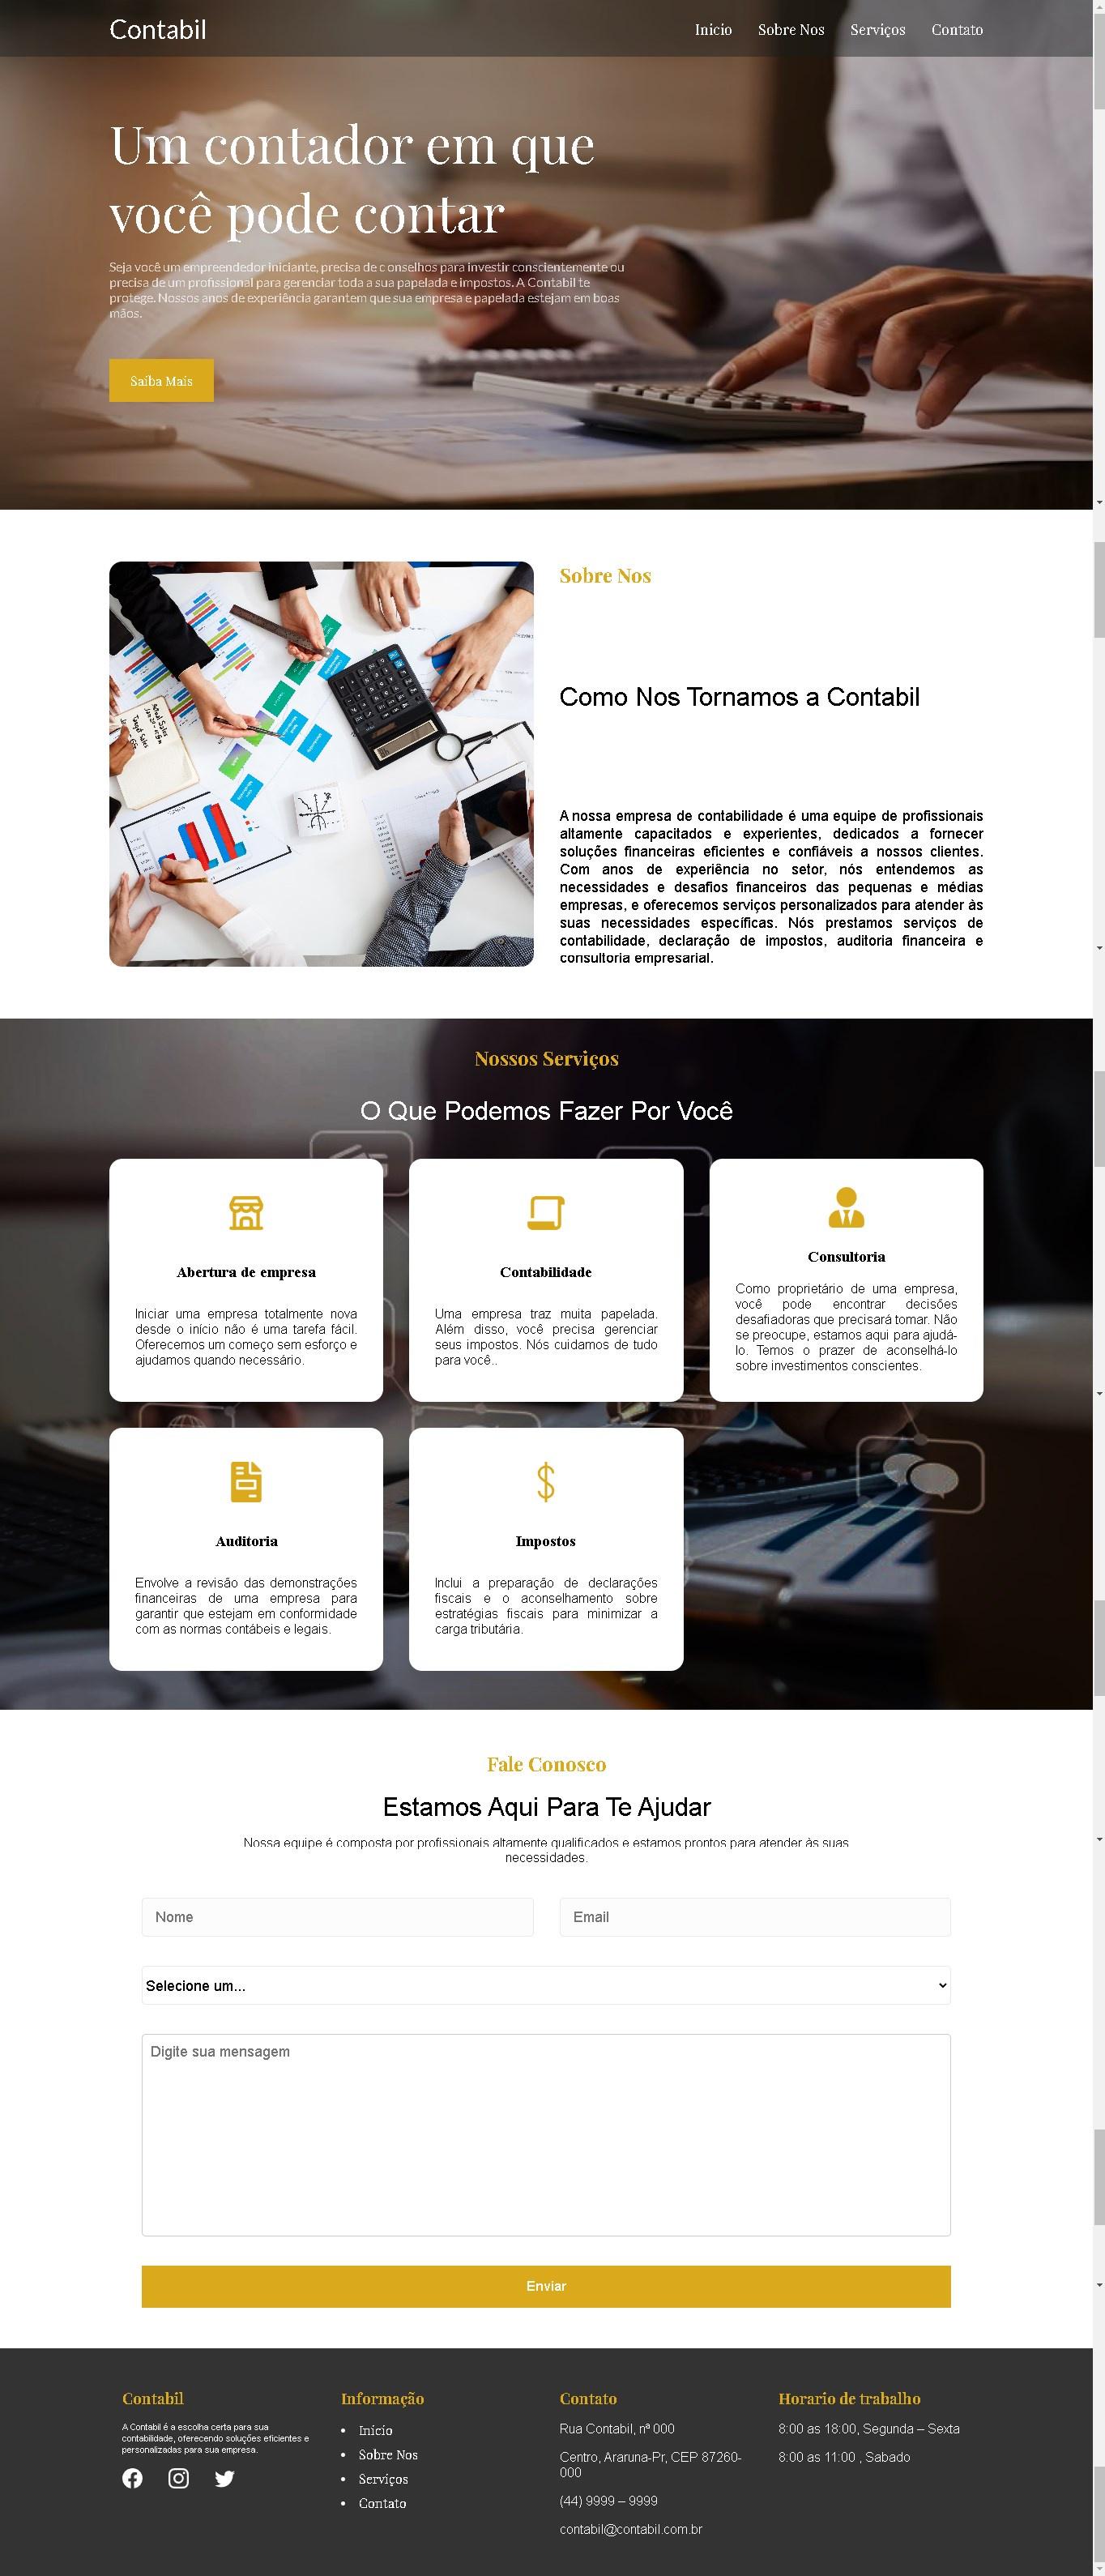 Contabil
Inicio Sobre Nos Serviços Contato
Um contador em que
você pode contar
Seja você um empreendedor iniciante, precisa de c onselhos para investir conscientemente ou
precisa de um profissional para gerenciar toda a sua papelada e impostos. A Contabil te
protege. Nossos anos de experiência garantem que sua empresa e papelada estejam em boas
mãos.
Saiba Mais
Sobre Nos
Como Nos Tornamos a Contabil
A nossa empresa de contabilidade é uma equipe de profissionais
altamente capacitados e experientes, dedicados a fornecer
soluções financeiras eficientes e confiáveis a nossos clientes.
Com anos de experiência no setor, nós entendemos as
necessidades e desafios financeiros das pequenas e médias
empresas, e oferecemos serviços personalizados para atender às
suas necessidades específicas. Nós prestamos serviços de
contabilidade, declaração de impostos, auditoria financeira e
consultoria empresarial.
Nossos Serviços
O Que Podemos Fazer Por Você
Abertura de empresa
Iniciar uma empresa totalmente nova
desde o início não é uma tarefa fácil.
Oferecemos um começo sem esforço e
ajudamos quando necessário.
Contabilidade
Uma empresa traz muita papelada.
Além disso, você precisa gerenciar
seus impostos. Nós cuidamos de tudo
para você..
Consultoria
Como proprietário de uma empresa,
você pode encontrar decisões
desafiadoras que precisará tomar. Não
se preocupe, estamos aqui para ajudá-
lo. Temos o prazer de aconselhá-lo
sobre investimentos conscientes.
Auditoria
Envolve a revisão das demonstrações
financeiras de uma empresa para
garantir que estejam em conformidade
com as normas contábeis e legais.
Impostos
Inclui a preparação de declarações
fiscais e o aconselhamento sobre
estratégias fiscais para minimizar a
carga tributária.
Fale Conosco
Estamos Aqui Para Te Ajudar
Nossa equipe é composta por profissionais altamente qualificados e estamos prontos para atender às suas
necessidades.
Nome
Email
Selecione um...
Digite sua mensagem
Enviar
Contabil
A Contabil é a escolha certa para sua
contabilidade, oferecendo soluções eficientes e
personalizadas para sua empresa.
Informação
Início
Sobre Nos
Serviços
Contato
Contato
Rua Contabil, nª 000
Centro, Araruna-Pr, CEP 87260-
000
(44) 9999 – 9999
contabil@contabil.com.br
Horario de trabalho
8:00 as 18:00, Segunda – Sexta
8:00 as 11:00 , Sabado